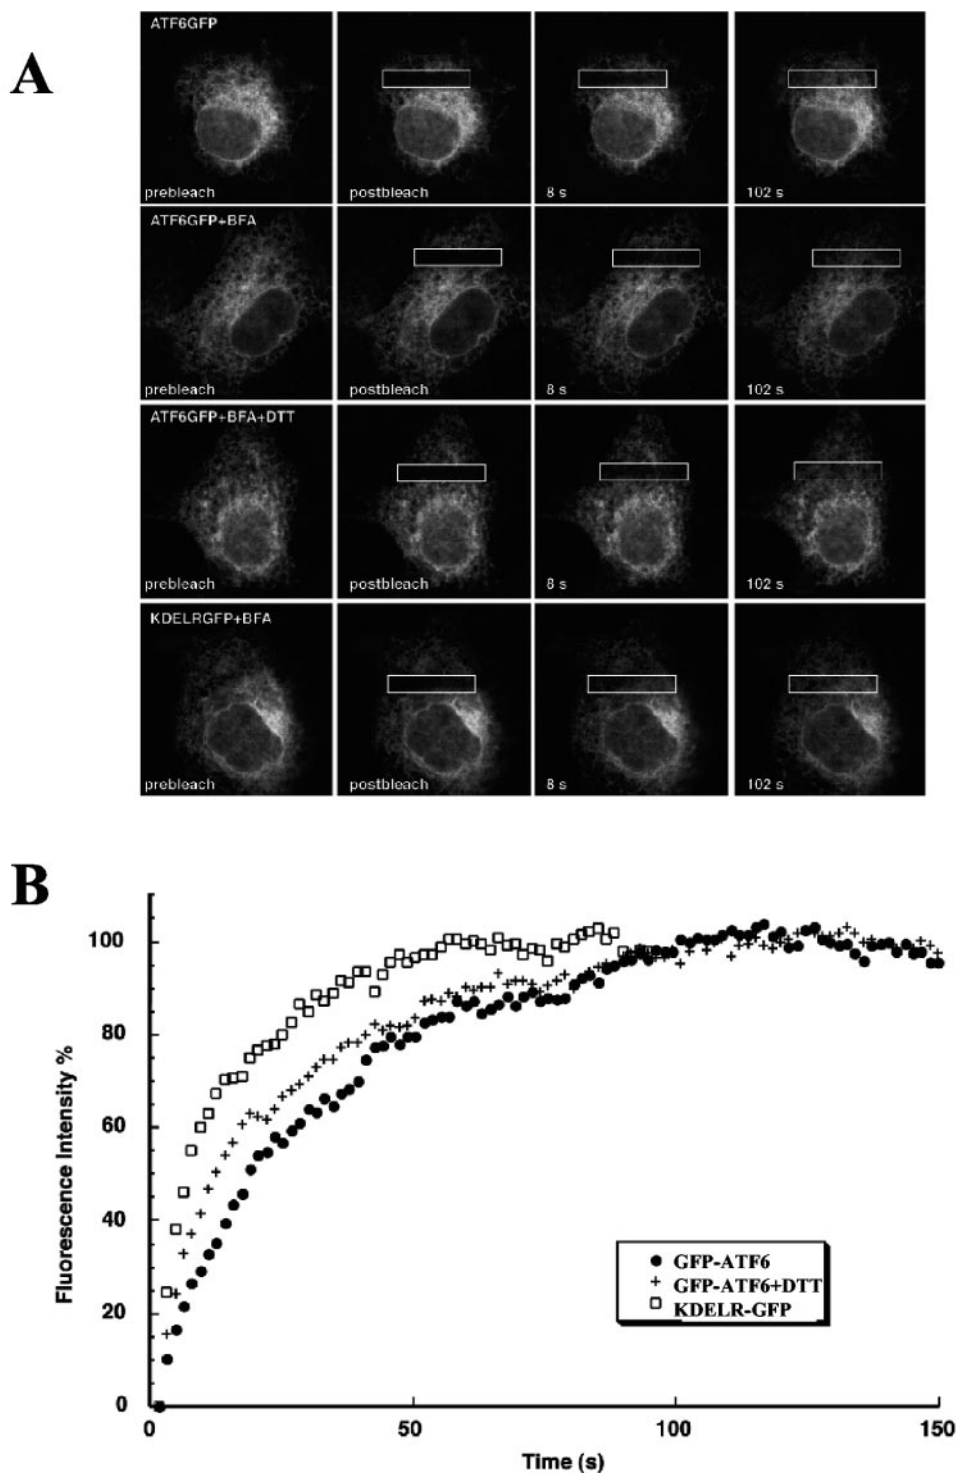 A
ATF6GFP
prebleach
postbleach
8 s
102 s
ATF6GFP+BFA
prebleach
postbleach
8 s
102 s
ATF6GFP+BFA+DTT
prebleach
postbleach
8 s
102 s
KDELRGFP+BFA
prebleach
postbleach
8 s
102 s
B
Fluorescence Intensity %
100
80
60
40
20
0
GFP-ATF6
GFP-ATF6+DTT
KDELR-GFP
0
50
100
150
Time (s)